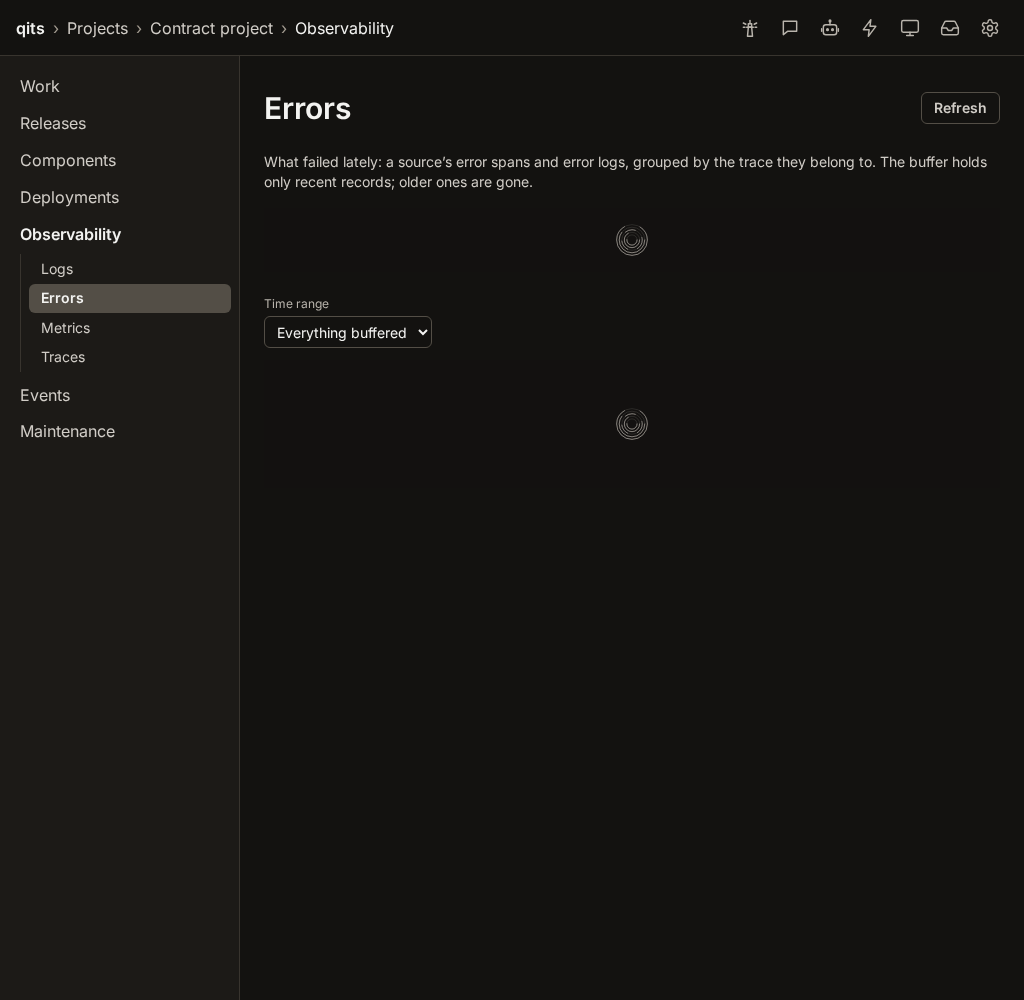 qits › Projects › Contract project › Observability
Work
Releases
Components
Deployments
Observability
Logs
Errors
Metrics
Traces
Events
Maintenance
Errors
Refresh
What failed lately: a source’s error spans and error logs, grouped by the trace they belong to. The buffer holds
only recent records; older ones are gone.
Time range
Everything buffered